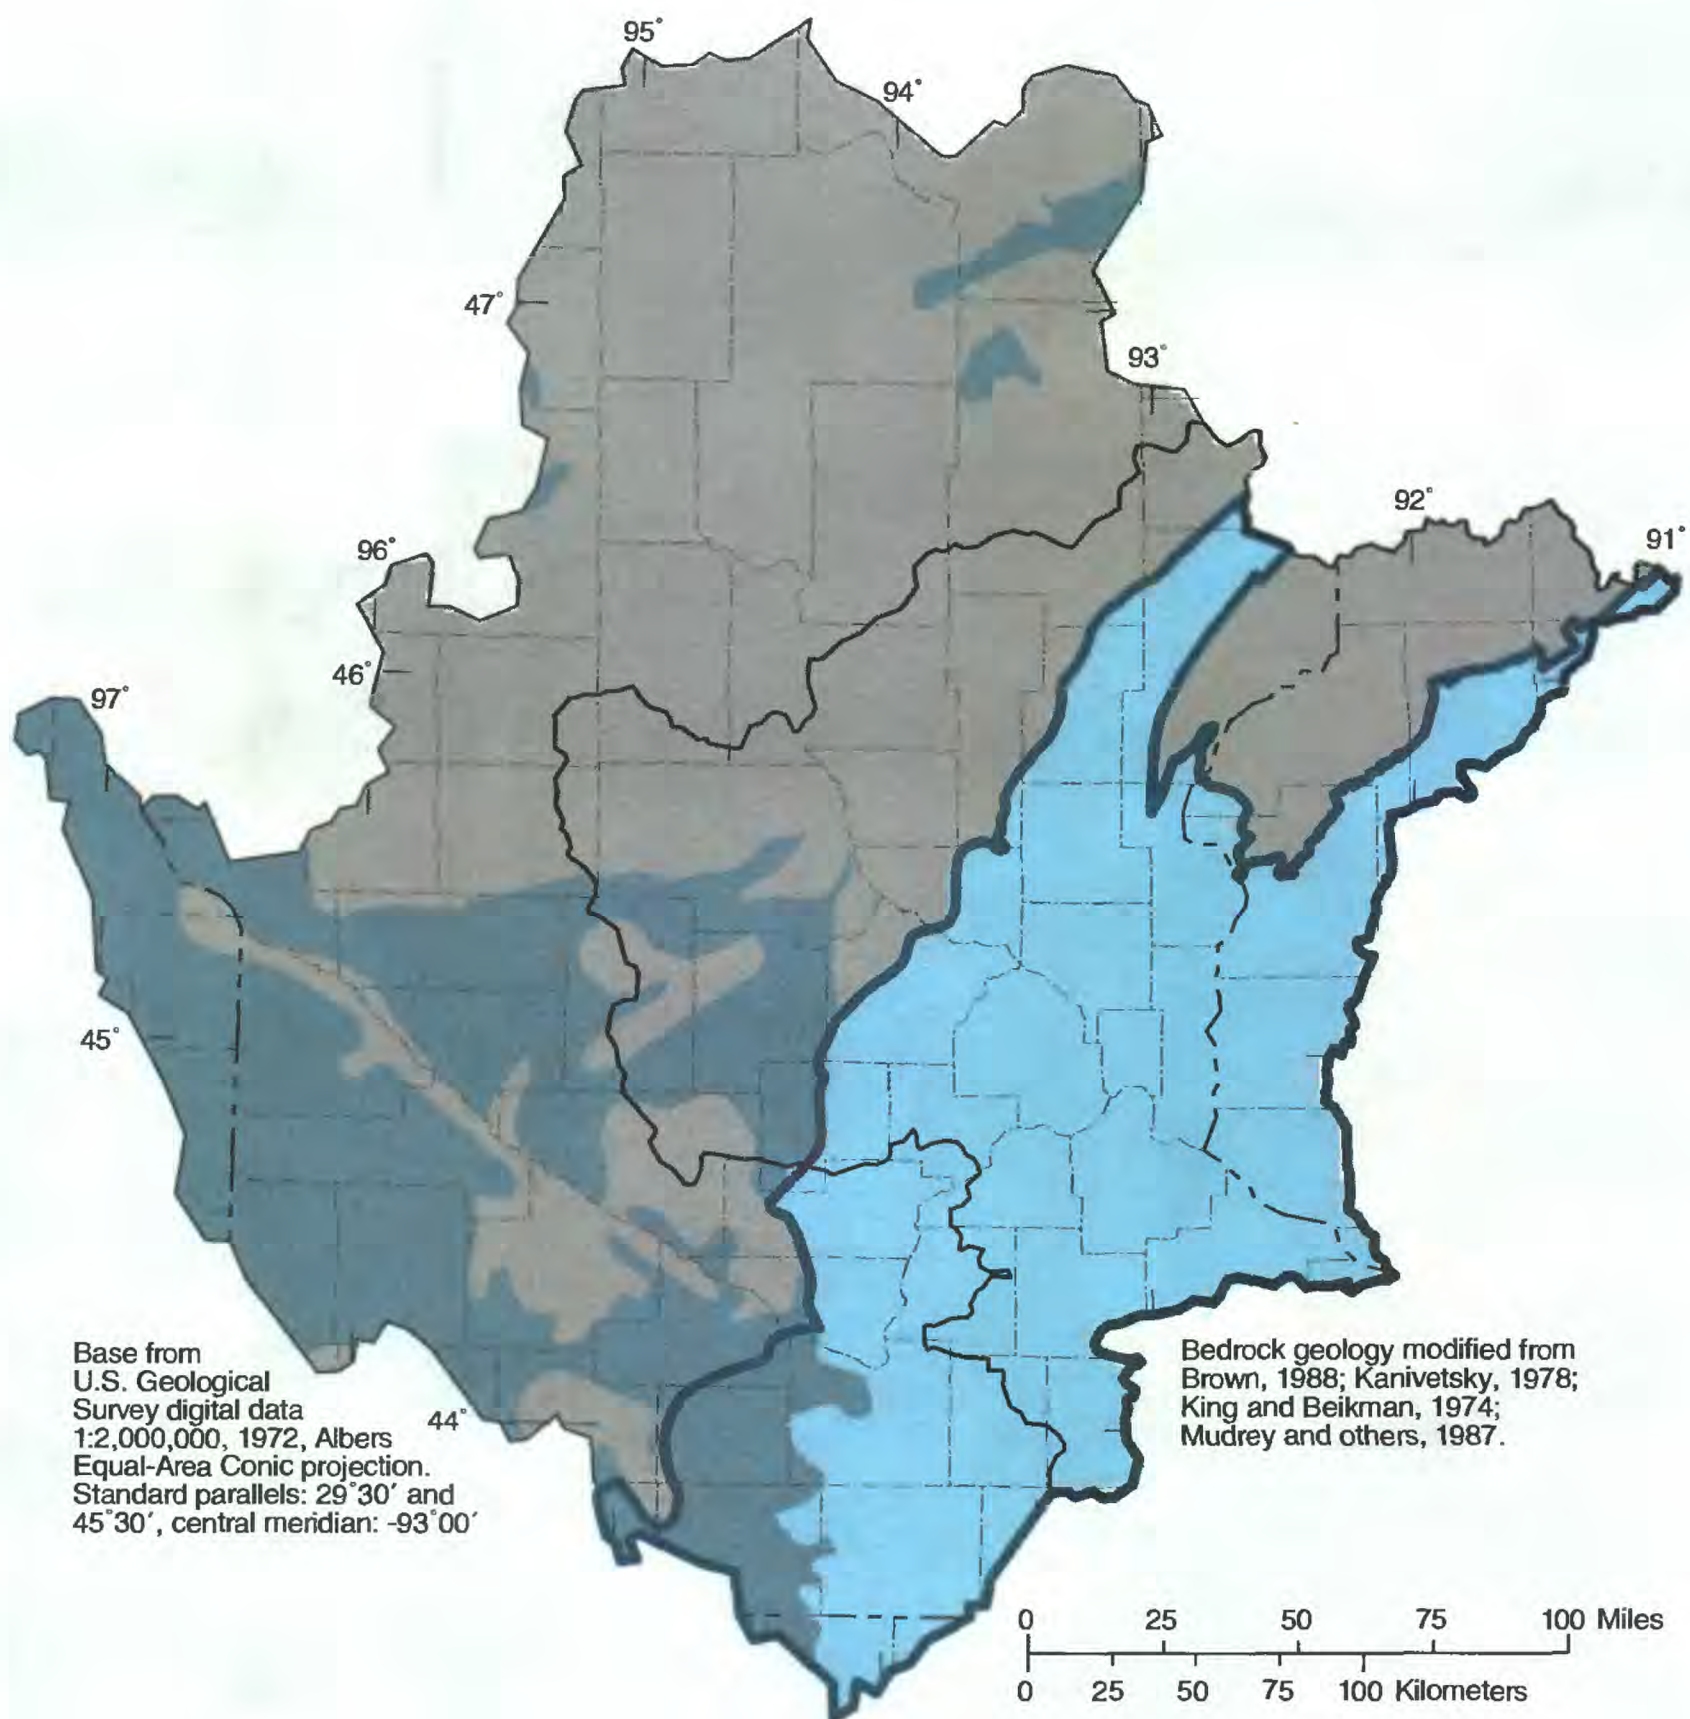 95°
94°
47°
93°
92°
91°
96°
46°
97°
45°
Base from
U.S. Geological
Survey digital data
1:2,000,000, 1972, Albers
Equal-Area Conic projection.
Standard parallels: 29°30′ and
45°30′, central meridian: -93°00′
44°
Bedrock geology modified from
Brown, 1988; Kanivetsky, 1978;
King and Beikman, 1974;
Mudrey and others, 1987.
0 25 50 75 100 Miles
0 25 50 75 100 Kilometers